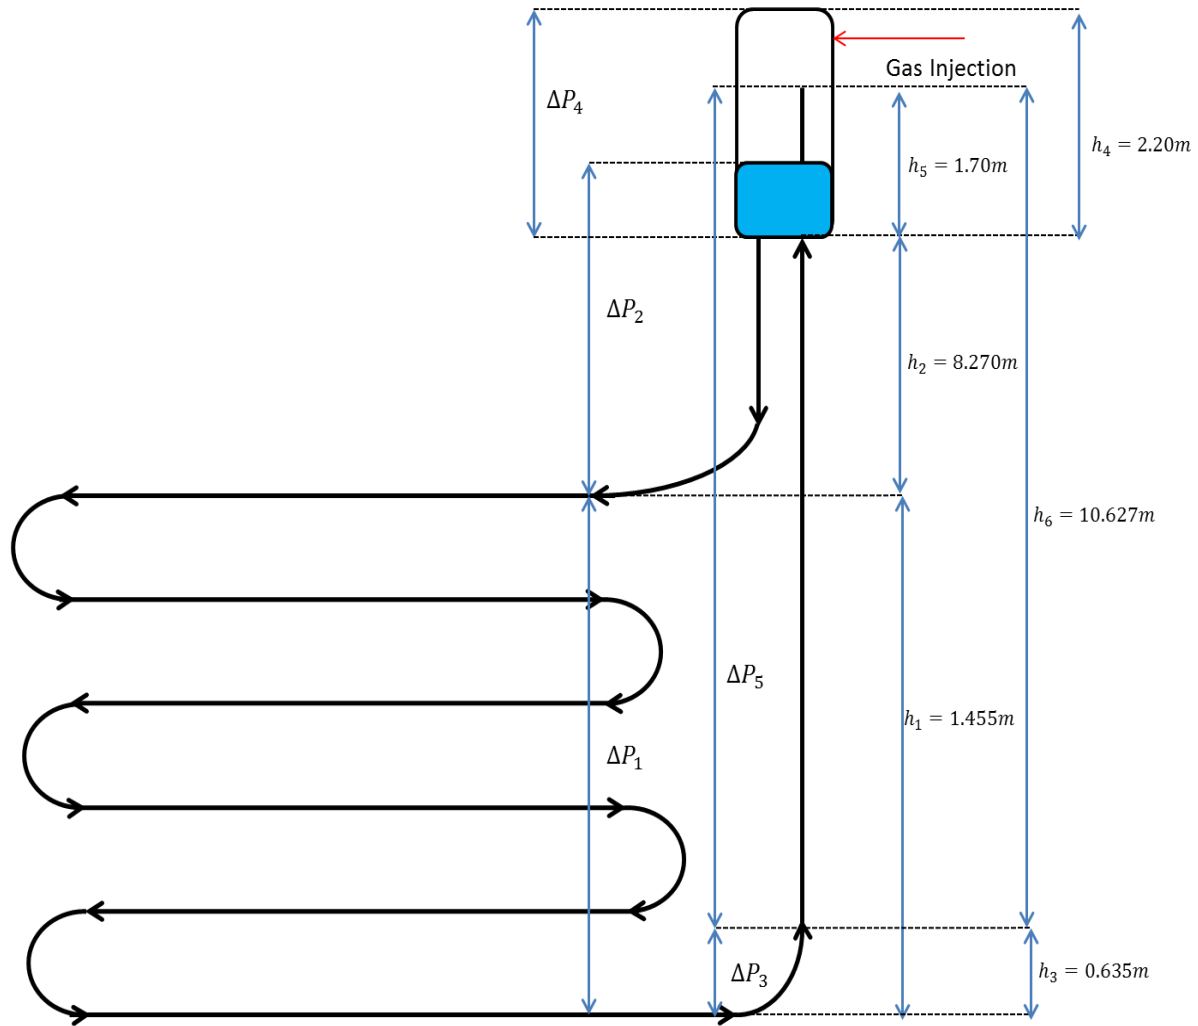 Gas Injection
ΔP₄
h₄ = 2.20m
h₅ = 1.70m
ΔP₂
h₂ = 8.270m
h₆ = 10.627m
ΔP₅
h₁ = 1.455m
ΔP₁
ΔP₃
h₃ = 0.635m